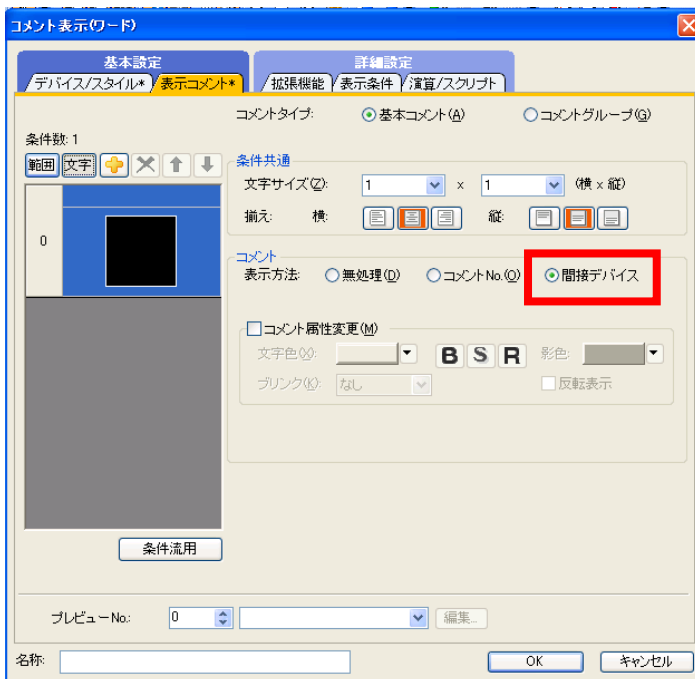 コメント表示(ワード)
基本設定
詳細設定
デバイス/スタイル*
表示コメント*
拡張機能
表示条件
演算/スクリプト
コメントタイプ:
基本コメント(A)
コメントグループ(G)
条件数: 1
範囲
文字
条件共通
文字サイズ(Z):
1
×
1
(横 × 縦)
揃え:
横:
縦:
0
コメント
表示方法:
無処理(D)
コメントNo.(O)
間接デバイス
コメント属性変更(M)
文字色(X):
B S R
影色:
ブリンク(K):
なし
反転表示
条件流用
プレビューNo.:
0
編集...
名称:
OK
キャンセル